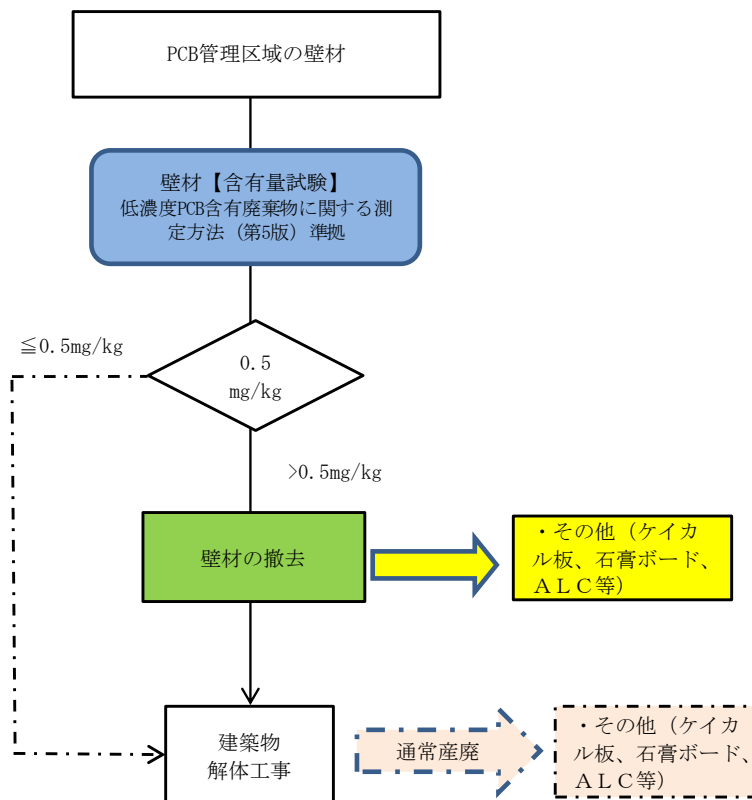 PCB管理区域の壁材
壁材【含有量試験】
低濃度PCB含有廃棄物に関する測
定方法（第5版）準拠
≦0.5mg/kg
0.5
mg/kg
>0.5mg/kg
壁材の撤去
・その他（ケイカ
ル板、石膏ボード、
ＡＬＣ等）
建築物
解体工事
通常産廃
・その他（ケイカ
ル板、石膏ボード、
ＡＬＣ等）